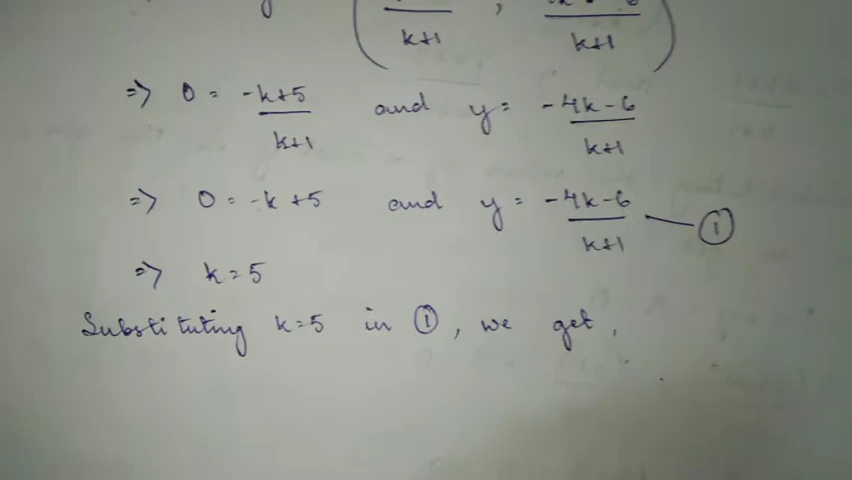 k+1 , k+1
⇒ 0 = -k+5/k+1 and y = -4k-6/k+1
⇒ 0 = -k+5 and y = -4k-6/k+1 — ①
⇒ k = 5
Substituting k=5 in ①, we get,